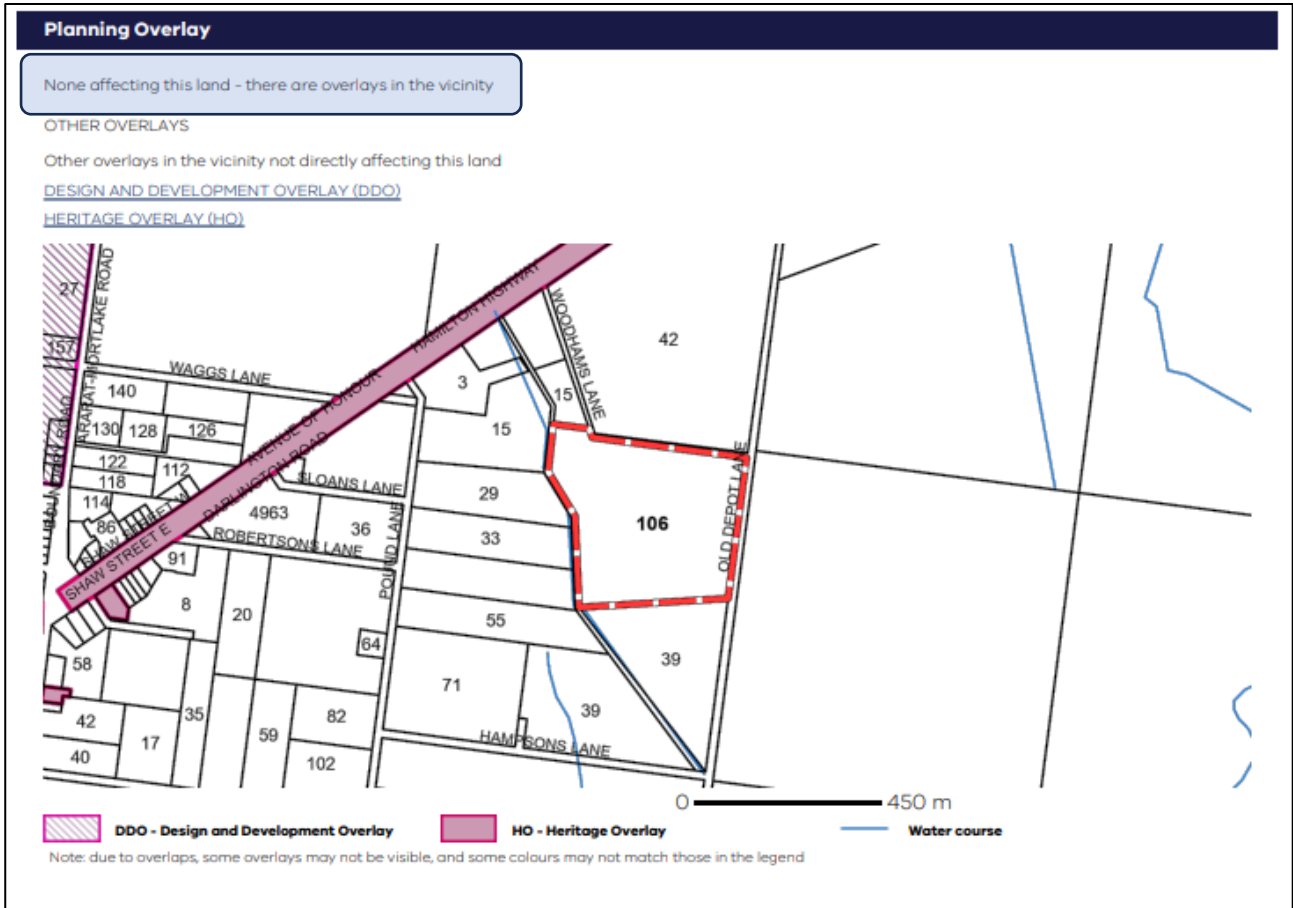 Planning Overlay
None affecting this land - there are overlays in the vicinity
OTHER OVERLAYS
Other overlays in the vicinity not directly affecting this land
DESIGN AND DEVELOPMENT OVERLAY (DDO)
HERITAGE OVERLAY (HO)
27
ARARAT-MORTLAKE ROAD
HAMILTON HIGHWAY
WOODHAMS LANE
42
157
WAGGS LANE
3
140
15
AVENUE OF HONOUR
130
128
126
15
122
112
118
DARLINGTON ROAD
SLOANS LANE
29
OLD DEPOT LANE
114
4963
36
106
86
SHAW STREET W
ROBERTSONS LANE
33
POUND LANE
91
SHAW STREET E
8
20
55
64
39
58
71
35
39
42
82
17
59
HAMPSONS LANE
40
102
0
450 m
DDO - Design and Development Overlay
HO - Heritage Overlay
Water course
Note: due to overlaps, some overlays may not be visible, and some colours may not match those in the legend